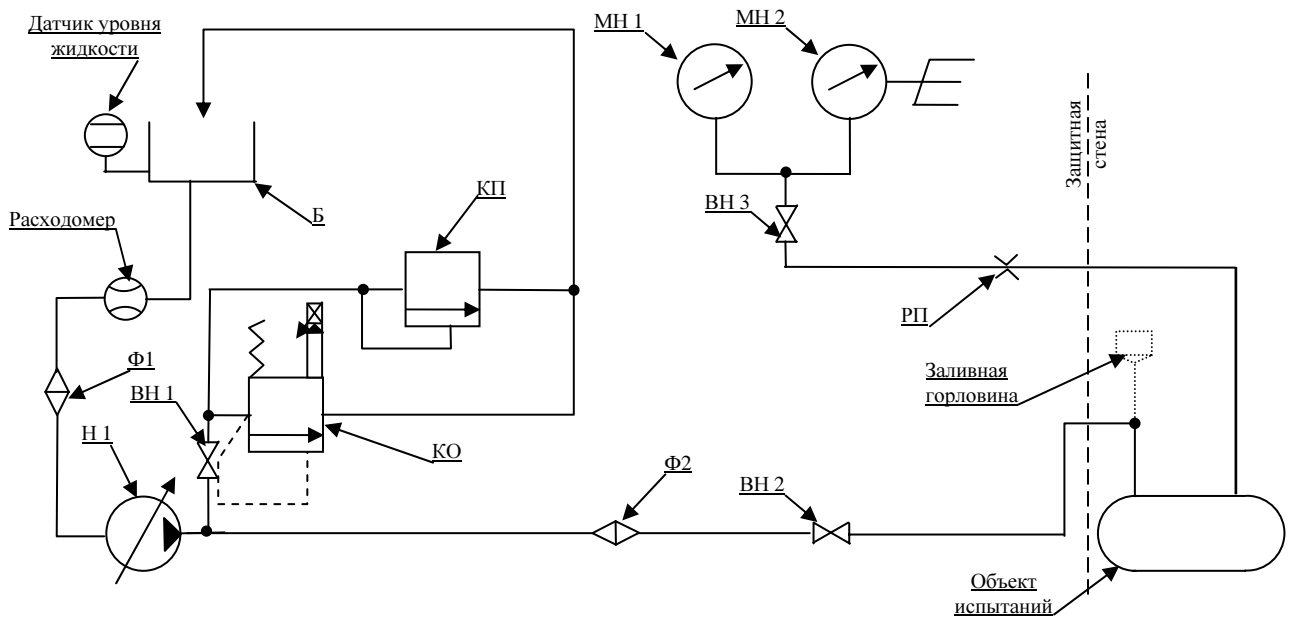 Датчик уровня
жидкости
МН 1
МН 2
Защитная
стена
КП
ВН 3
Б
Расходомер
РП
Ф1
Заливная
горловина
ВН 1
Н 1
КО
Ф2
ВН 2
Объект
испытаний